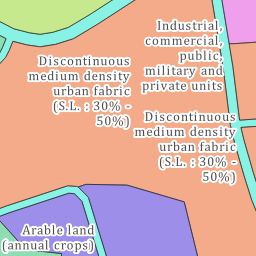 Industrial,
commercial,
public,
military and
private units
Discontinuous
medium density
urban fabric
(S.L. : 30% -
50%)
Discontinuous
medium density
urban fabric
(S.L. : 30% -
50%)
Arable land
(annual crops)